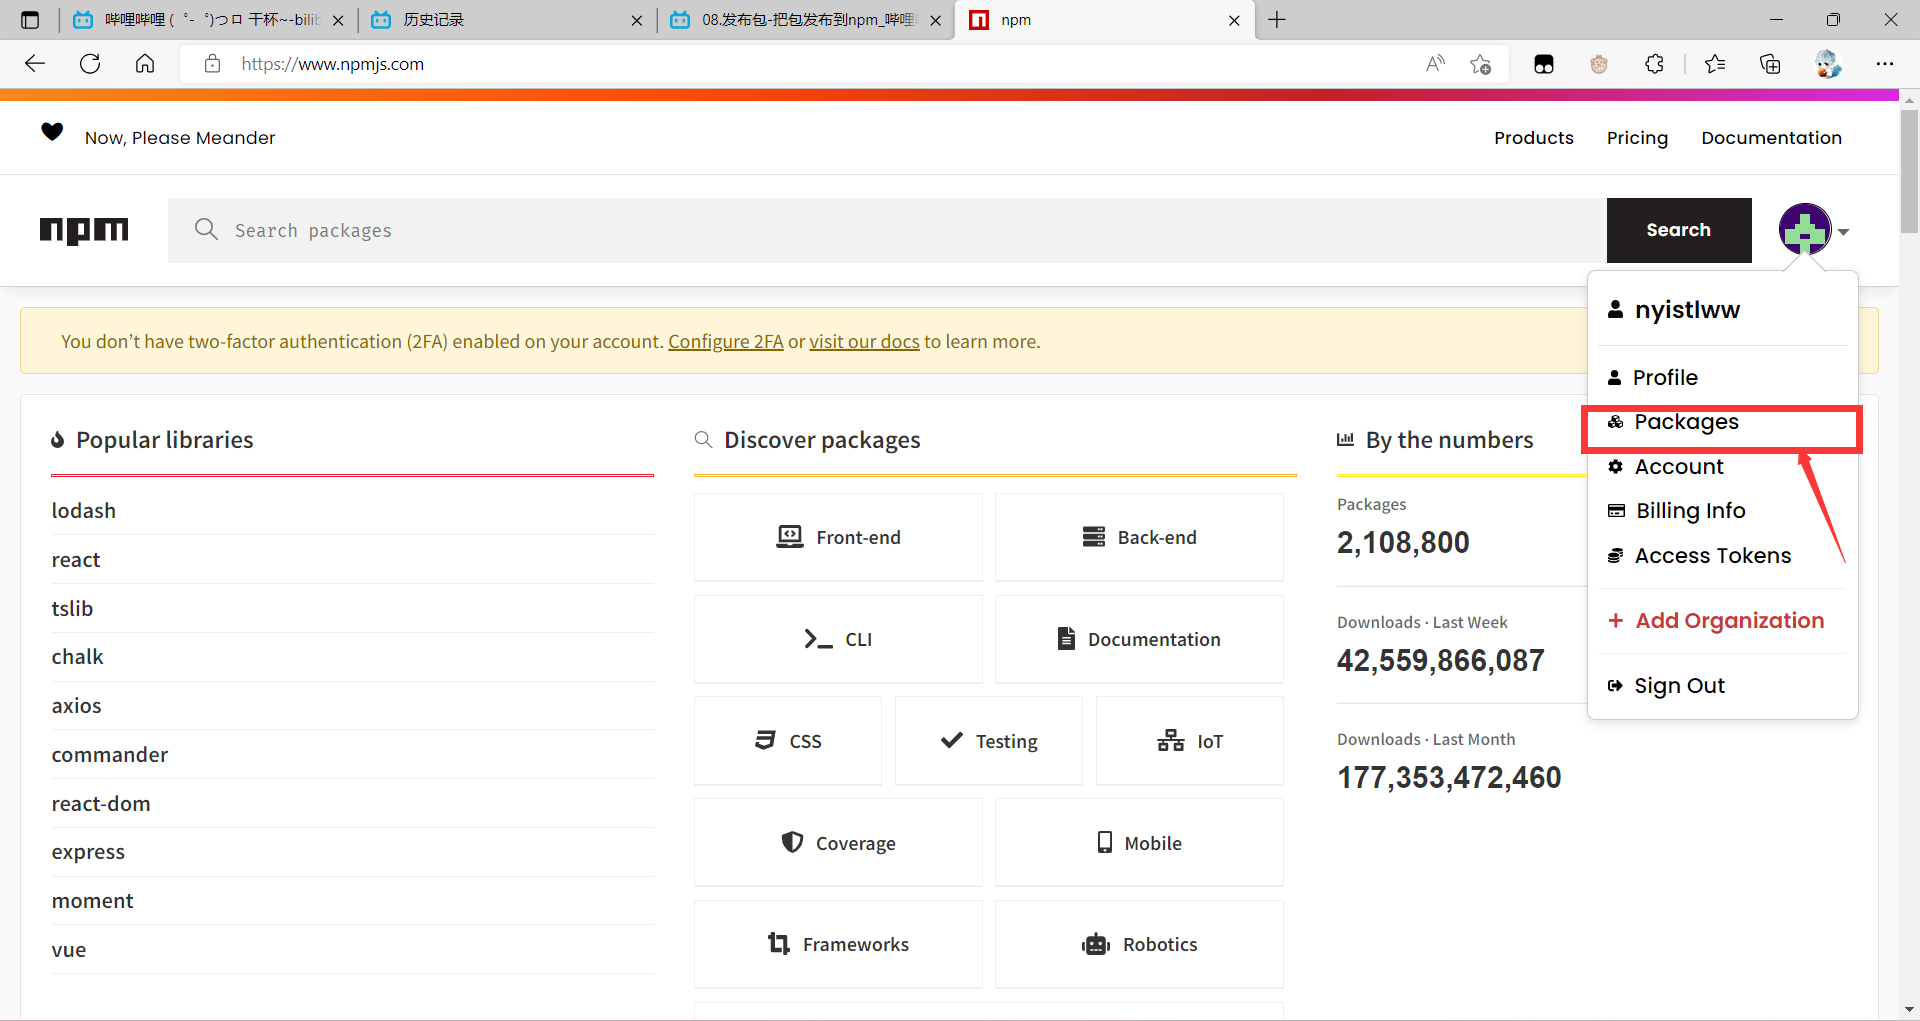 哔哩哔哩 (゜-゜)つロ 干杯~-bilib
历史记录
08.发布包-把包发布到npm_哔哩
npm
https://www.npmjs.com
Now, Please Meander
Products
Pricing
Documentation
npm
Search packages
Search
nyistlww
Profile
Packages
Account
Billing Info
Access Tokens
+ Add Organization
Sign Out
You don’t have two-factor authentication (2FA) enabled on your account. Configure 2FA or visit our docs to learn more.
Popular libraries
lodash
react
tslib
chalk
axios
commander
react-dom
express
moment
vue
Discover packages
Front-end
Back-end
CLI
Documentation
CSS
Testing
IoT
Coverage
Mobile
Frameworks
Robotics
By the numbers
Packages
2,108,800
Downloads · Last Week
42,559,866,087
Downloads · Last Month
177,353,472,460